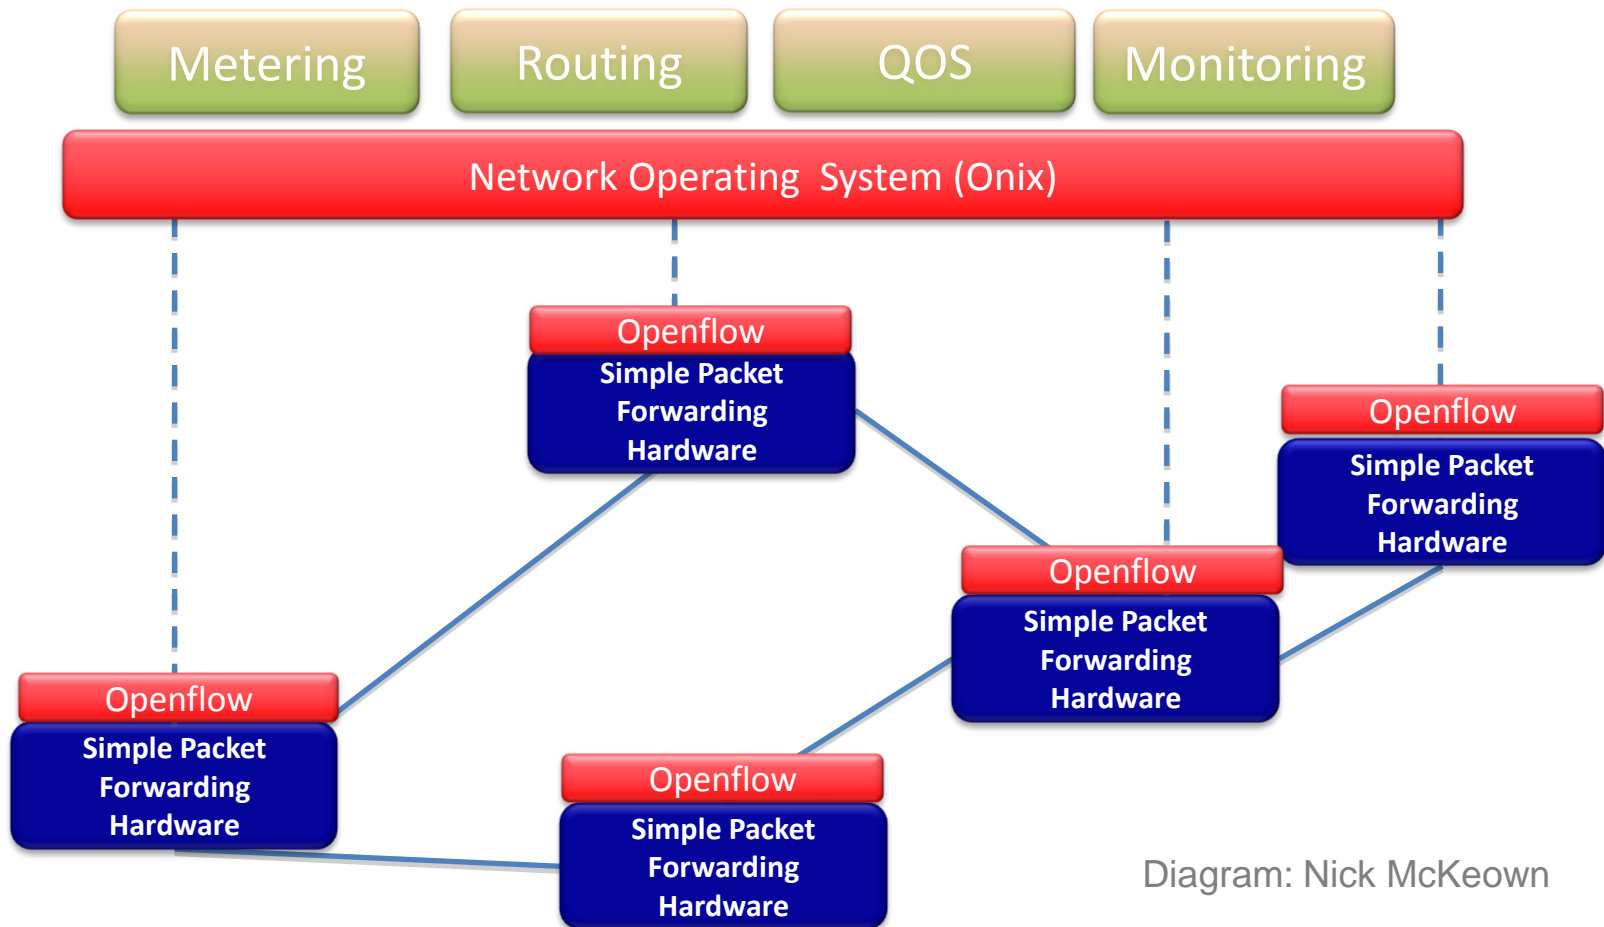 Metering
Routing
QOS
Monitoring
Network Operating  System (Onix)
Openflow
Simple Packet
Forwarding
Hardware
Openflow
Simple Packet
Forwarding
Hardware
Openflow
Simple Packet
Forwarding
Hardware
Openflow
Simple Packet
Forwarding
Hardware
Openflow
Simple Packet
Forwarding
Hardware
Diagram: Nick McKeown